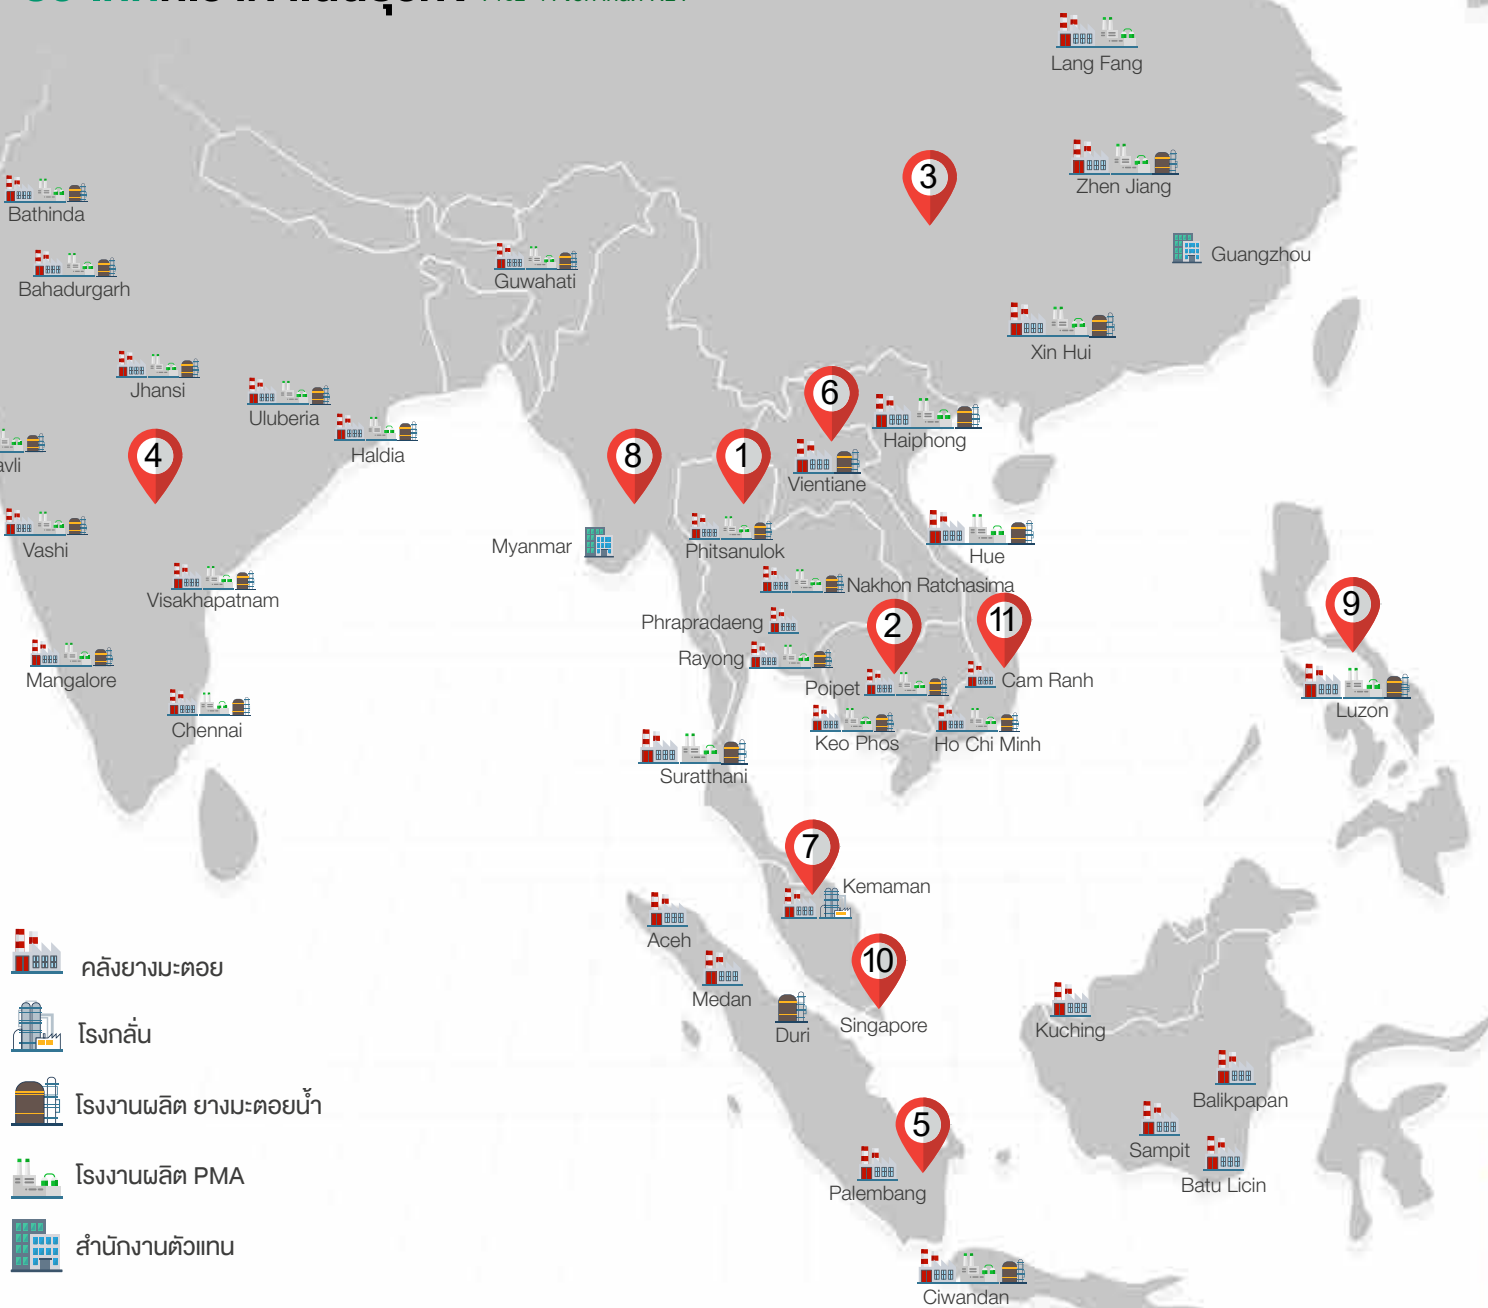 Lang Fang
Zhen Jiang
3
Bathinda
Guangzhou
Guwahati
Bahadurgarh
Xin Hui
Jhansi
6
Uluberia
Haiphong
4
8
1
Haldia
avli
Vientiane
Vashi
Myanmar
Phitsanulok
Hue
Nakhon Ratchasima
Visakhapatnam
9
Phrapradaeng
2
11
Rayong
Mangalore
Poipet
Cam Ranh
Luzon
Chennai
Keo Phos
Ho Chi Minh
Suratthani
7
Kemaman
Aceh
10
คลังยางมะตอย
Medan
Singapore
Kuching
Duri
โรงกลั่น
Balikpapan
โรงงานผลิต ยางมะตอยน้ำ
5
Sampit
โรงงานผลิต PMA
Batu Licin
Palembang
สำนักงานตัวแทน
Ciwandan